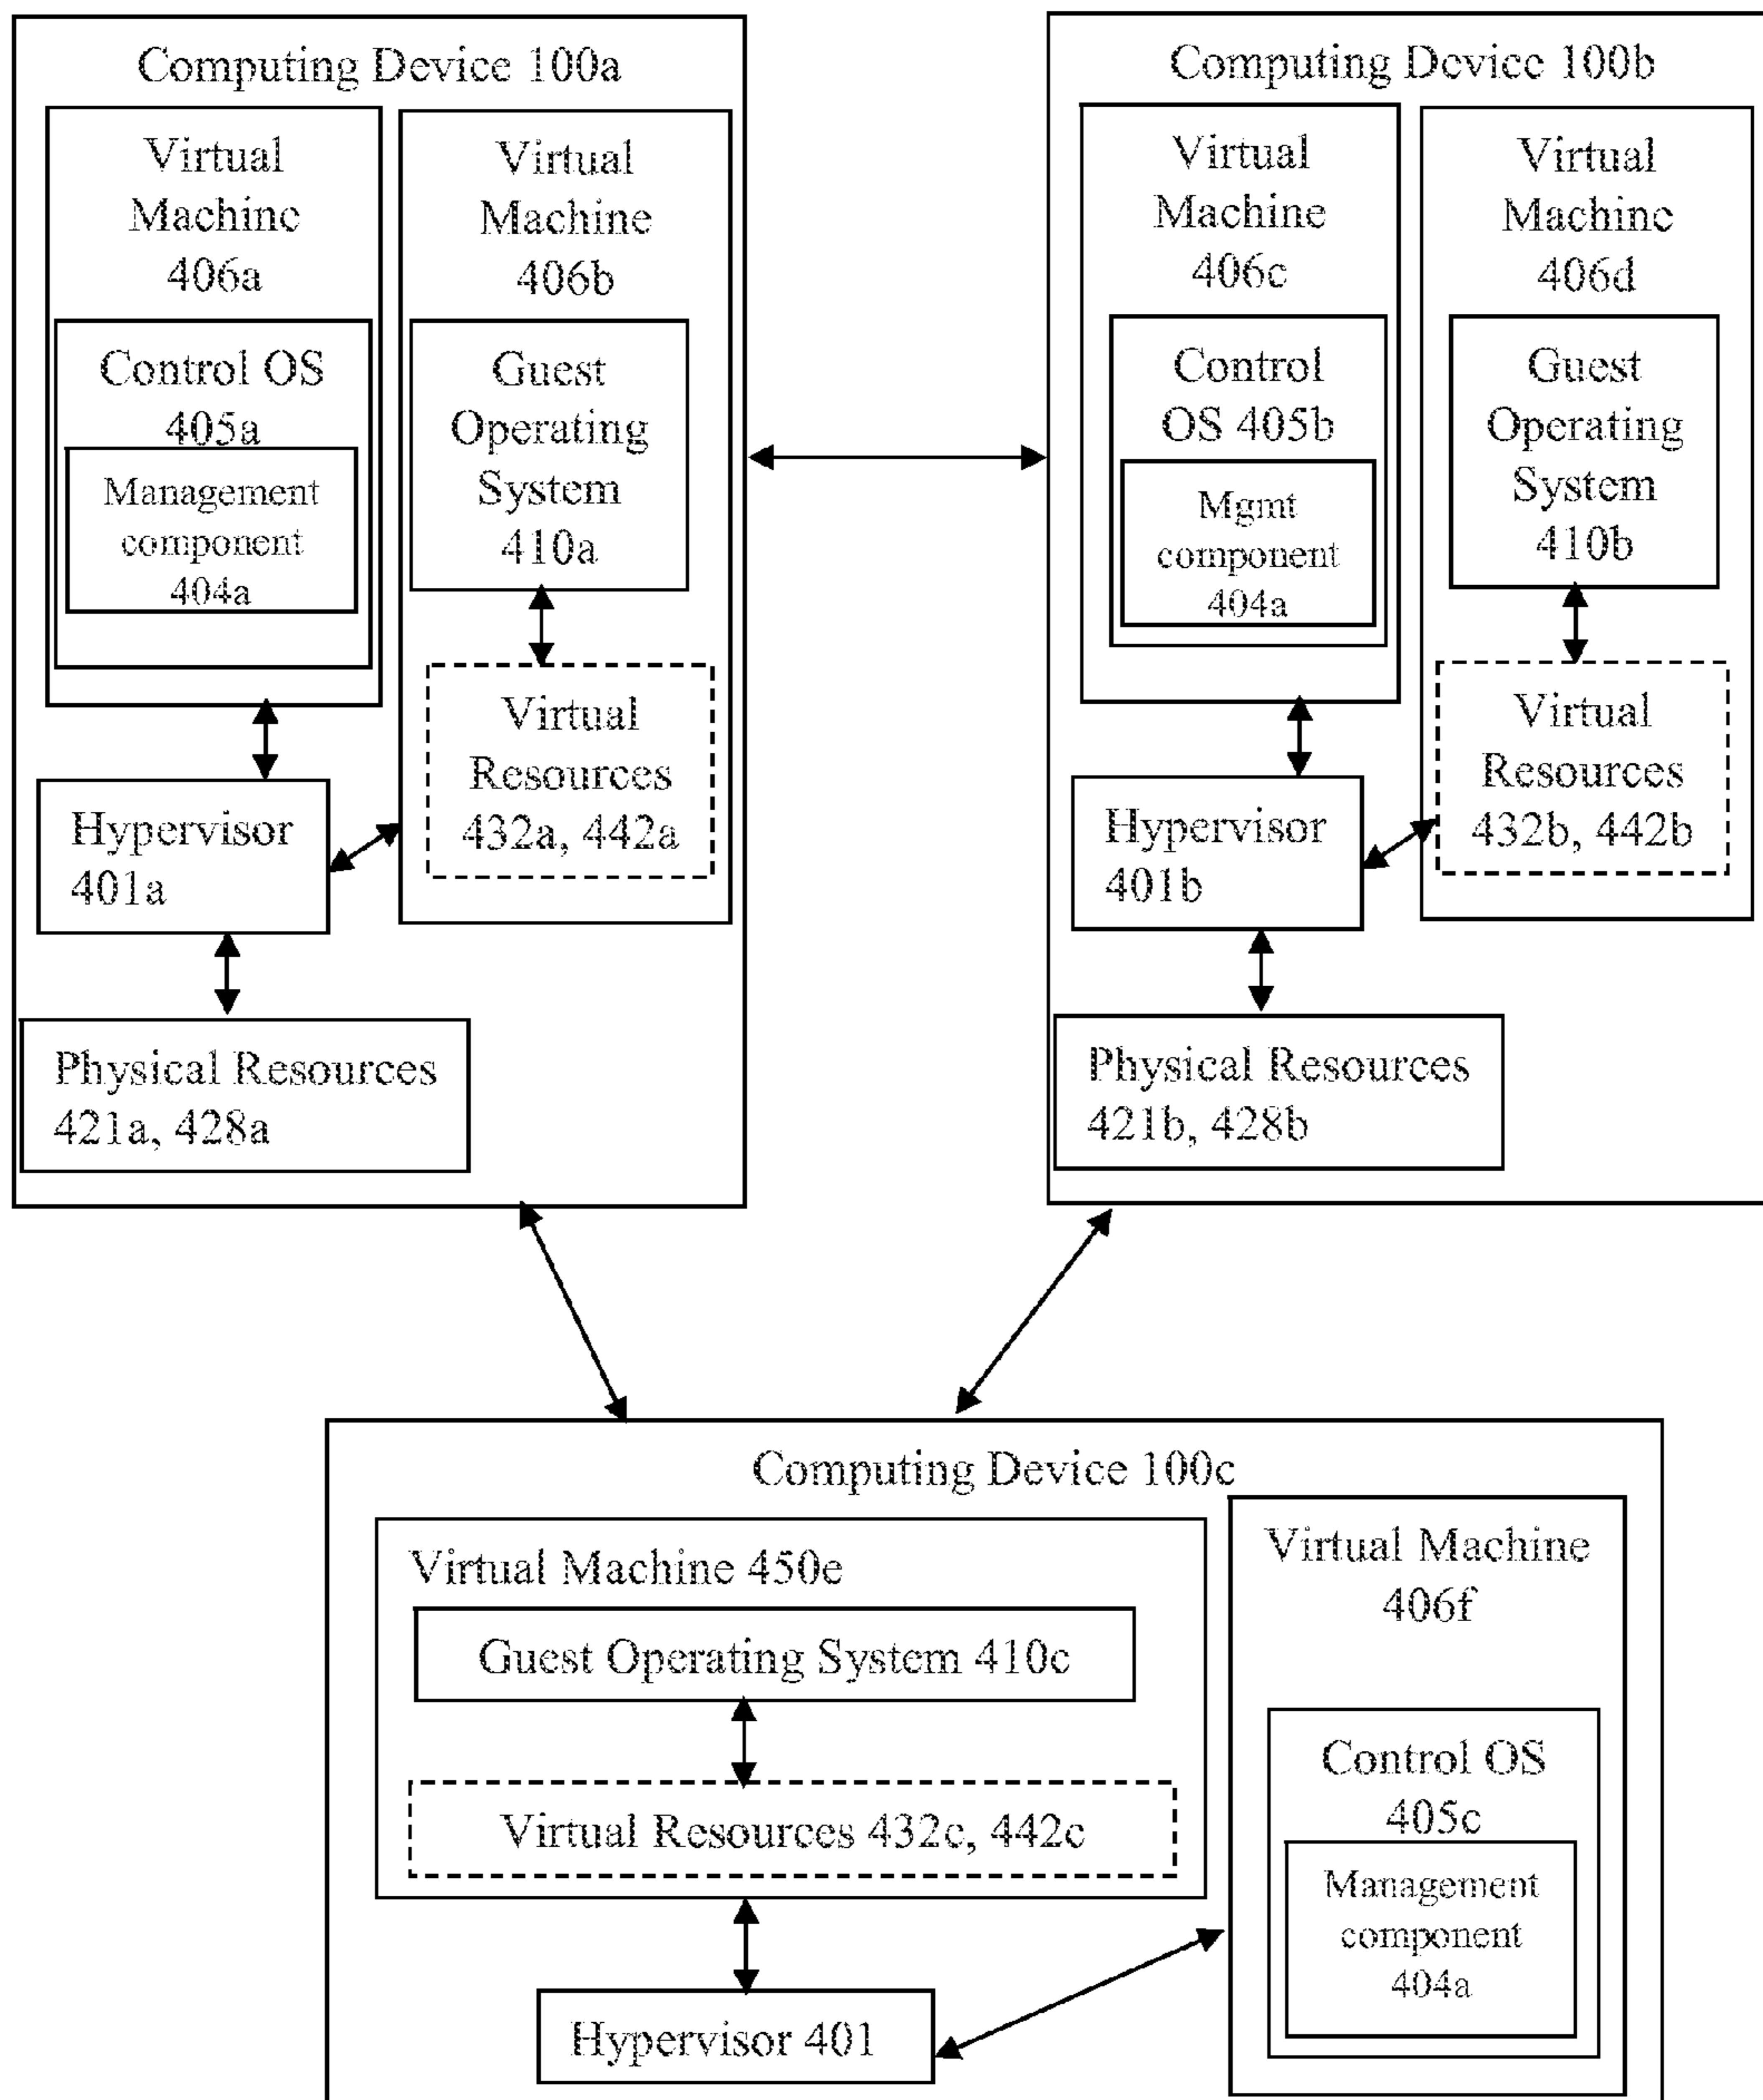 Computing Device 100a
Virtual
Machine
406a
Control OS
405a
Management
component
404a
Virtual
Machine
406b
Guest
Operating
System
410a
Virtual
Resources
432a, 442a
Hypervisor
401a
Physical Resources
421a, 428a
Computing Device 100b
Virtual
Machine
406c
Control
OS 405b
Mgmt
component
404a
Virtual
Machine
406d
Guest
Operating
System
410b
Virtual
Resources
432b, 442b
Hypervisor
401b
Physical Resources
421b, 428b
Computing Device 100c
Virtual Machine 450e
Guest Operating System 410c
Virtual Resources 432c, 442c
Hypervisor 401
Virtual Machine
406f
Control OS
405c
Management
component
404a